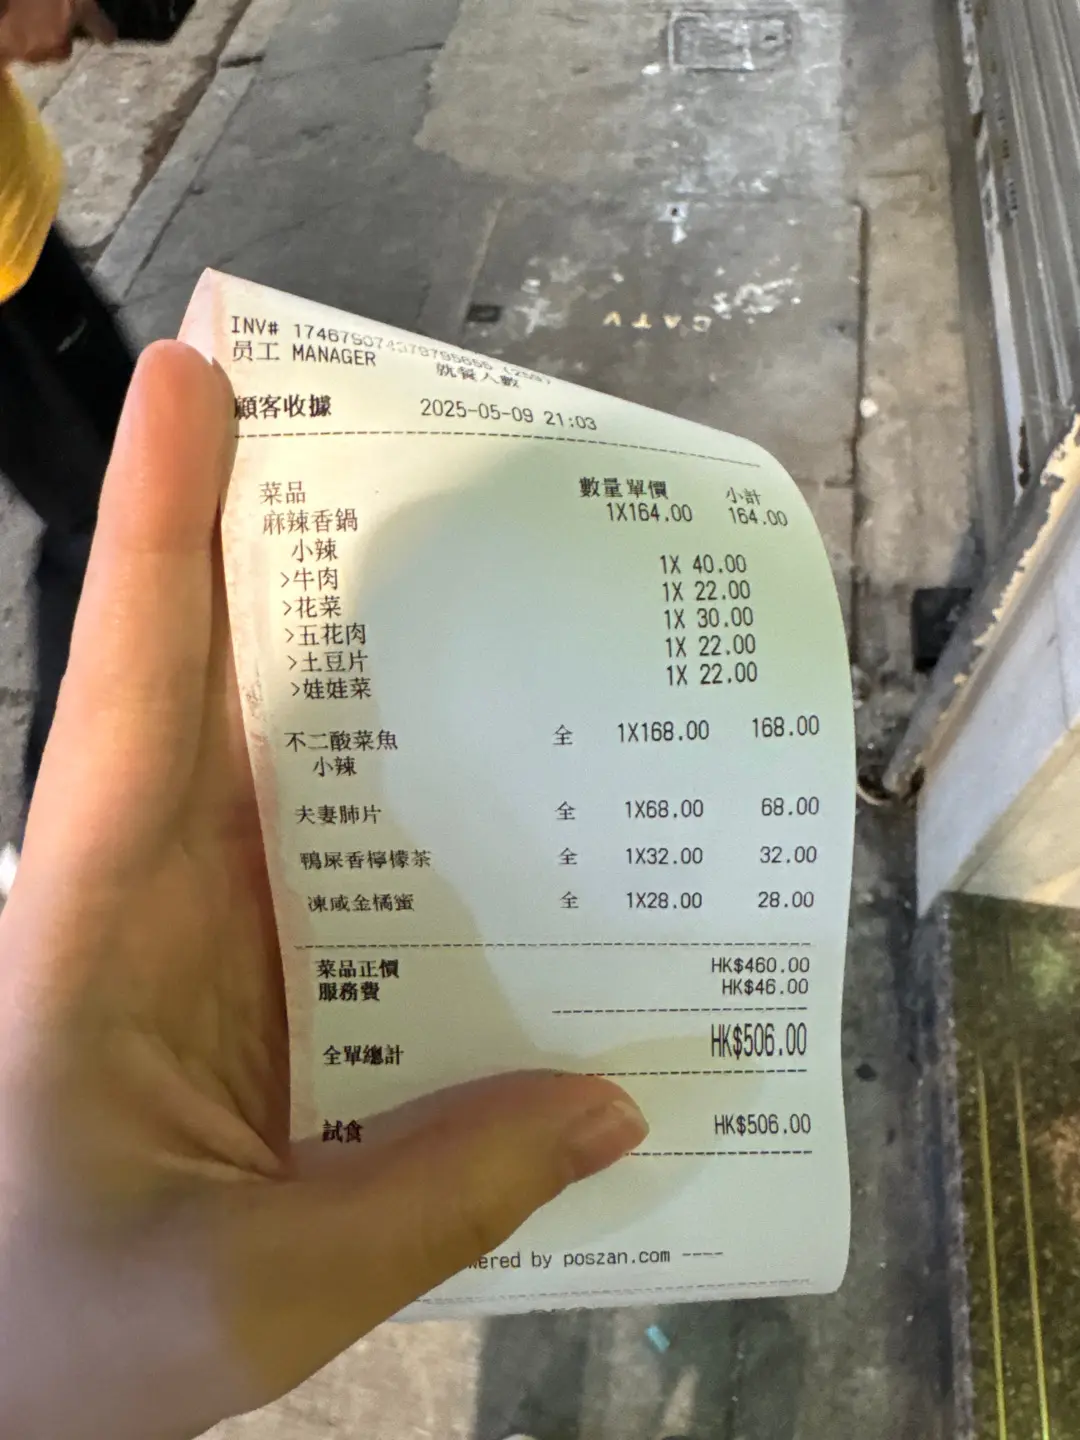 INV#
员工 MANAGER
就餐人數
顧客收據 2025-05-09 21:03
菜品 數量單價 小計
麻辣香鍋 1X164.00 164.00
小辣
>牛肉 1X 40.00
>花菜 1X 22.00
>五花肉 1X 30.00
>土豆片 1X 22.00
>娃娃菜 1X 22.00
不二酸菜魚 全 1X168.00 168.00
小辣
夫妻肺片 全 1X68.00 68.00
鴨屎香檸檬茶 全 1X32.00 32.00
凍咸金橘蜜 全 1X28.00 28.00
菜品正價 HK$460.00
服務費 HK$46.00
全單總計 HK$506.00
試食 HK$506.00
by poszan.com ----
CATV